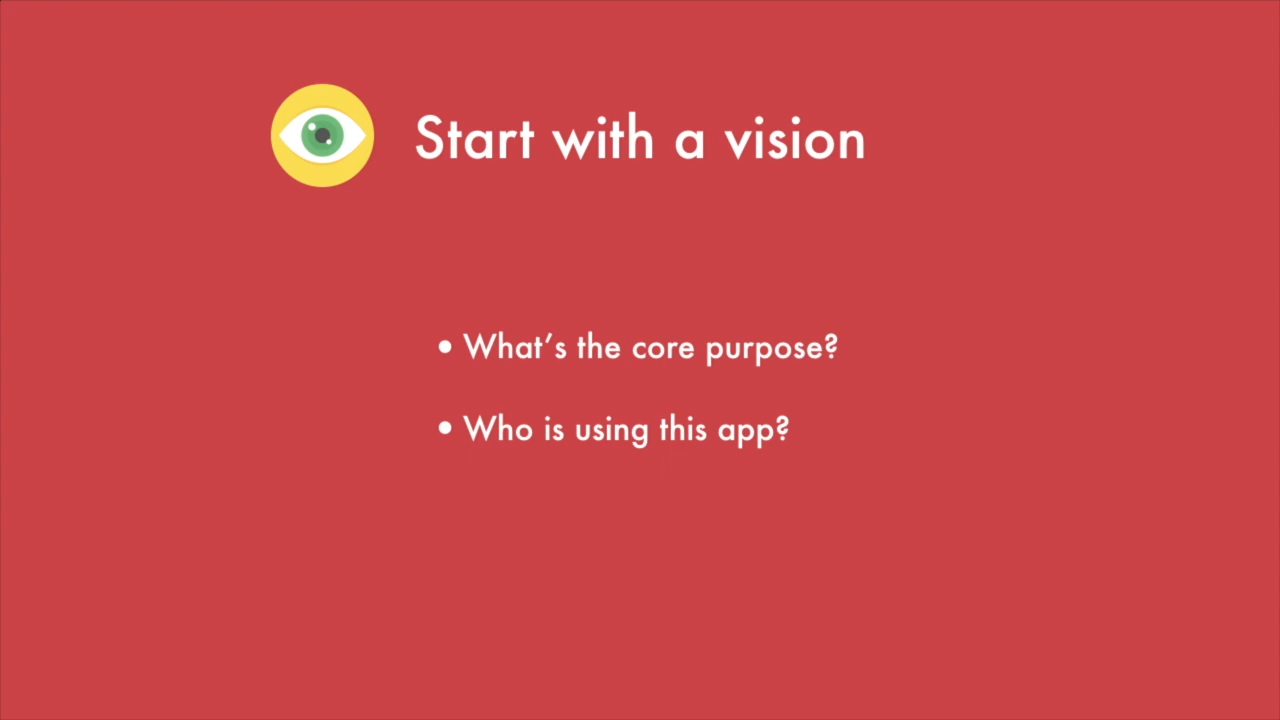 Start with a vision
• What’s the core purpose?
• Who is using this app?